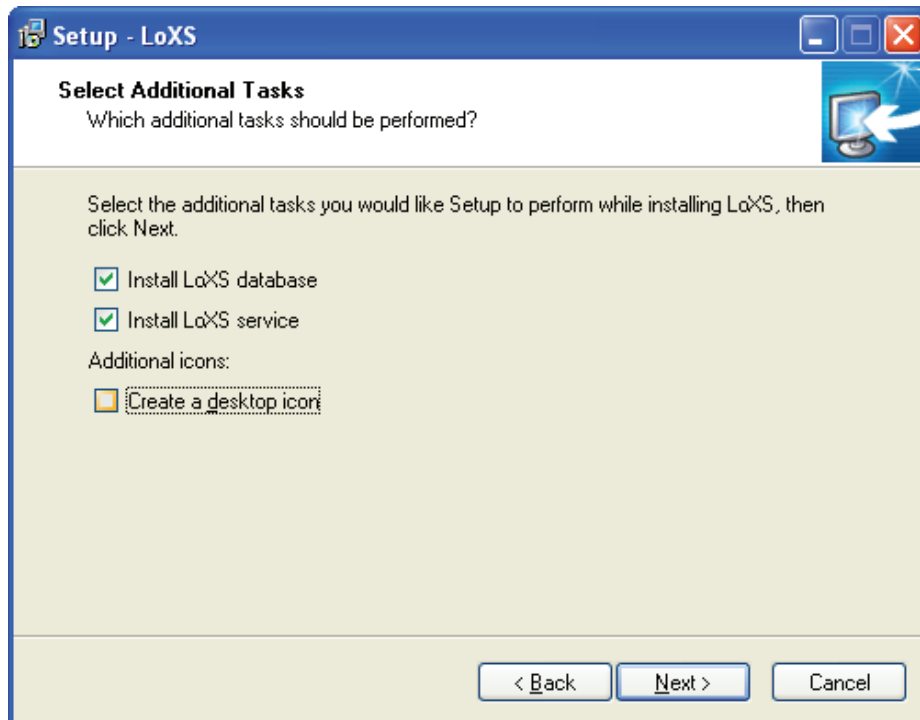 Setup - LoXS
Select Additional Tasks
Which additional tasks should be performed?
Select the additional tasks you would like Setup to perform while installing LoXS, then
click Next.
Install LoXS database
Install LoXS service
Additional icons:
Create a desktop icon
< Back Next > Cancel